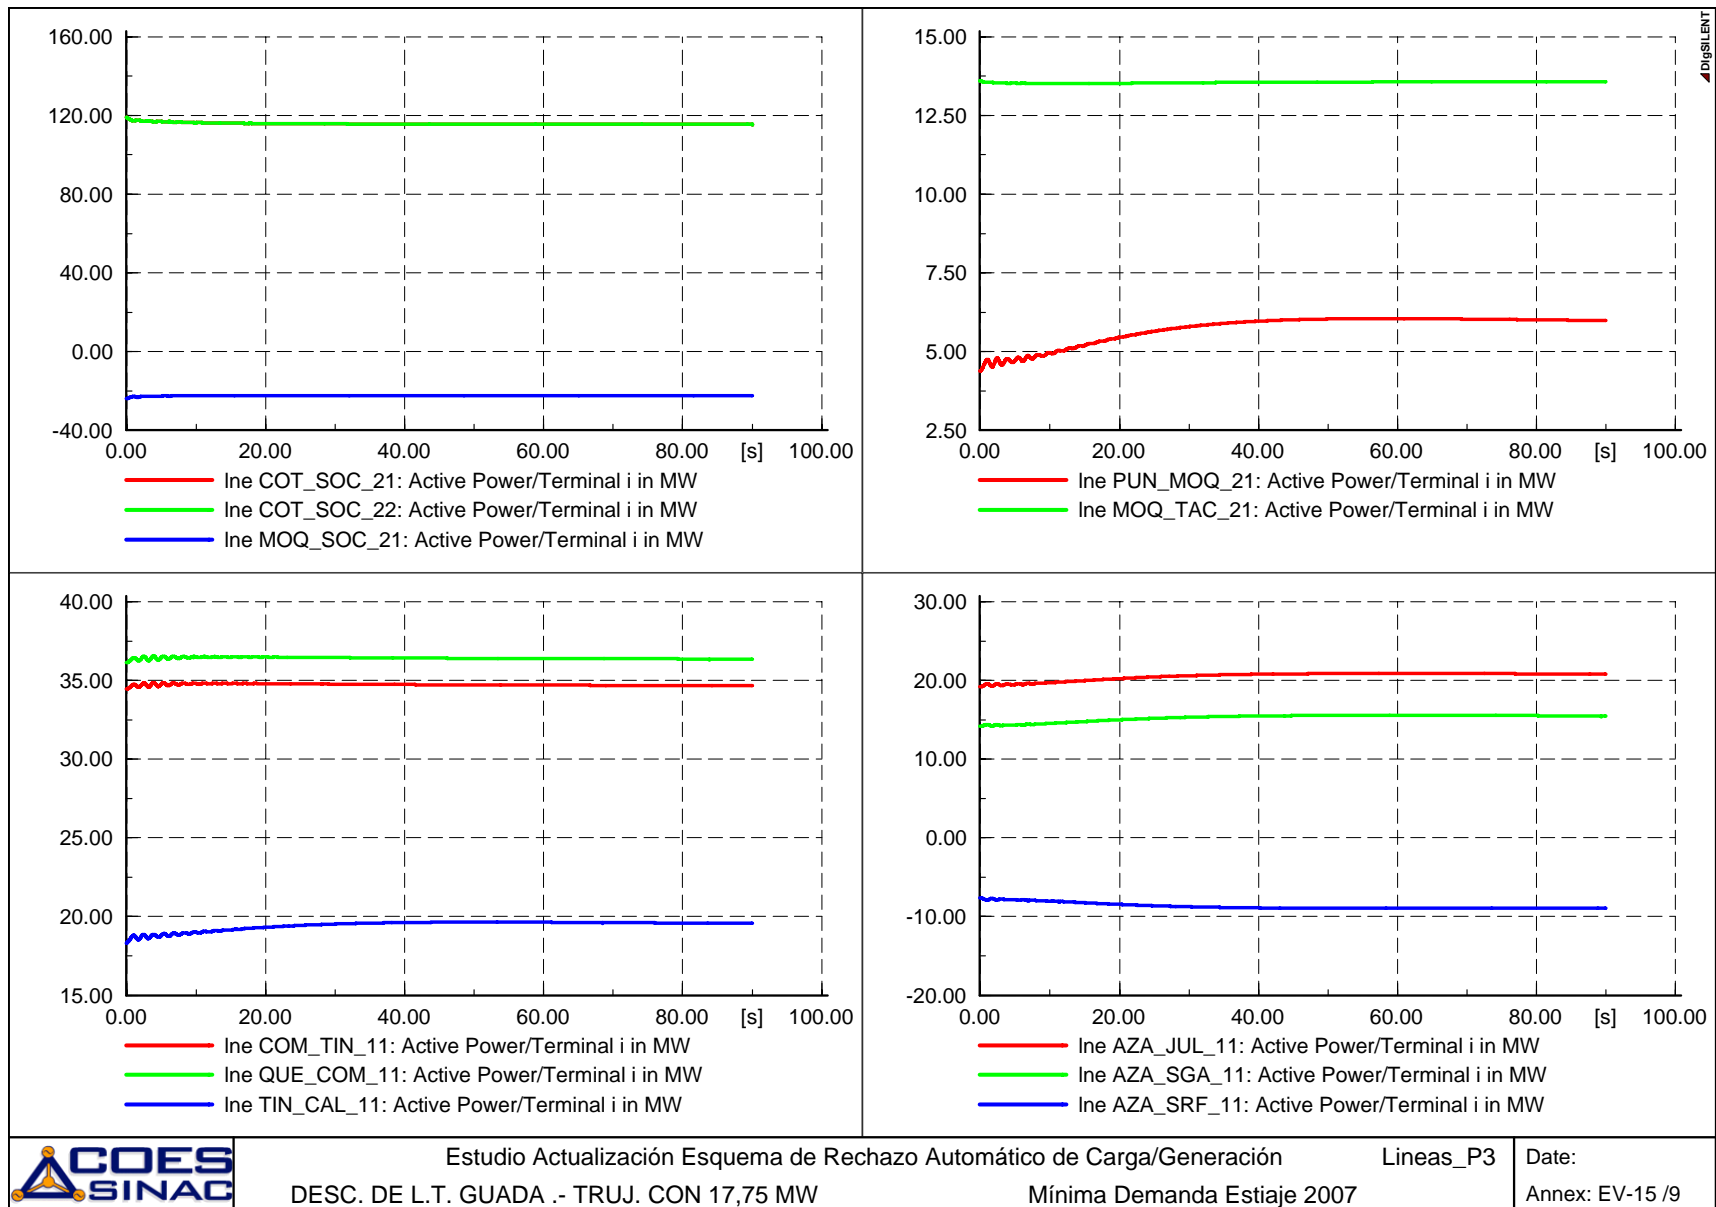 160.00
120.00
80.00
40.00
0.00
-40.00
0.00 20.00 40.00 60.00 80.00 [s] 100.00
lne COT_SOC_21: Active Power/Terminal i in MW
lne COT_SOC_22: Active Power/Terminal i in MW
lne MOQ_SOC_21: Active Power/Terminal i in MW
15.00
12.50
10.00
7.50
5.00
2.50
0.00 20.00 40.00 60.00 80.00 [s] 100.00
lne PUN_MOQ_21: Active Power/Terminal i in MW
lne MOQ_TAC_21: Active Power/Terminal i in MW
DIgSILENT
40.00
35.00
30.00
25.00
20.00
15.00
0.00 20.00 40.00 60.00 80.00 [s] 100.00
lne COM_TIN_11: Active Power/Terminal i in MW
lne QUE_COM_11: Active Power/Terminal i in MW
lne TIN_CAL_11: Active Power/Terminal i in MW
30.00
20.00
10.00
0.00
-10.00
-20.00
0.00 20.00 40.00 60.00 80.00 [s] 100.00
lne AZA_JUL_11: Active Power/Terminal i in MW
lne AZA_SGA_11: Active Power/Terminal i in MW
lne AZA_SRF_11: Active Power/Terminal i in MW
COES
SINAC
Estudio Actualización Esquema de Rechazo Automático de Carga/Generación Lineas_P3
DESC. DE L.T. GUADA .- TRUJ. CON 17,75 MW Mínima Demanda Estiaje 2007
Date:
Annex: EV-15 /9